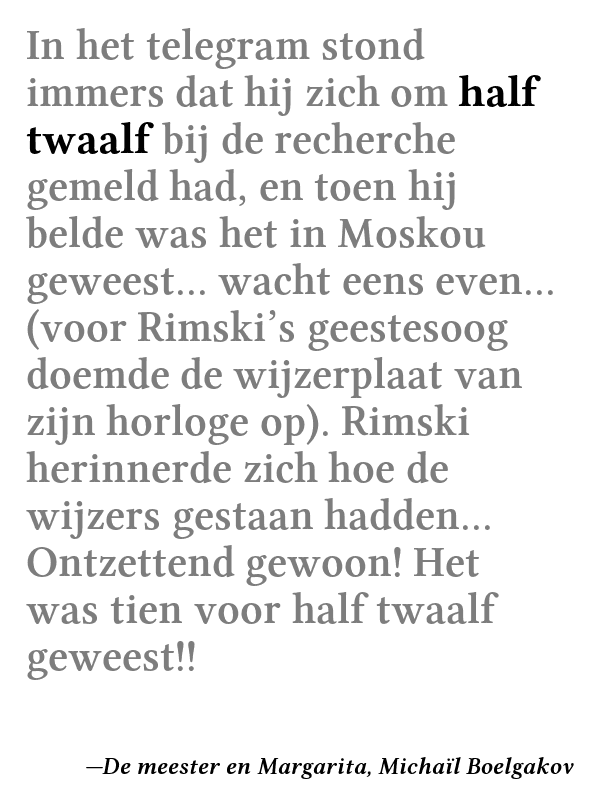 In het telegram stond
immers dat hij zich om half
twaalf bij de recherche
gemeld had, en toen hij
belde was het in Moskou
geweest... wacht eens even...
(voor Rimski’s geestesoog
doemde de wijzerplaat van
zijn horloge op). Rimski
herinnerde zich hoe de
wijzers gestaan hadden...
Ontzettend gewoon! Het
was tien voor half twaalf
geweest!!
—De meester en Margarita, Michaïl Boelgakov